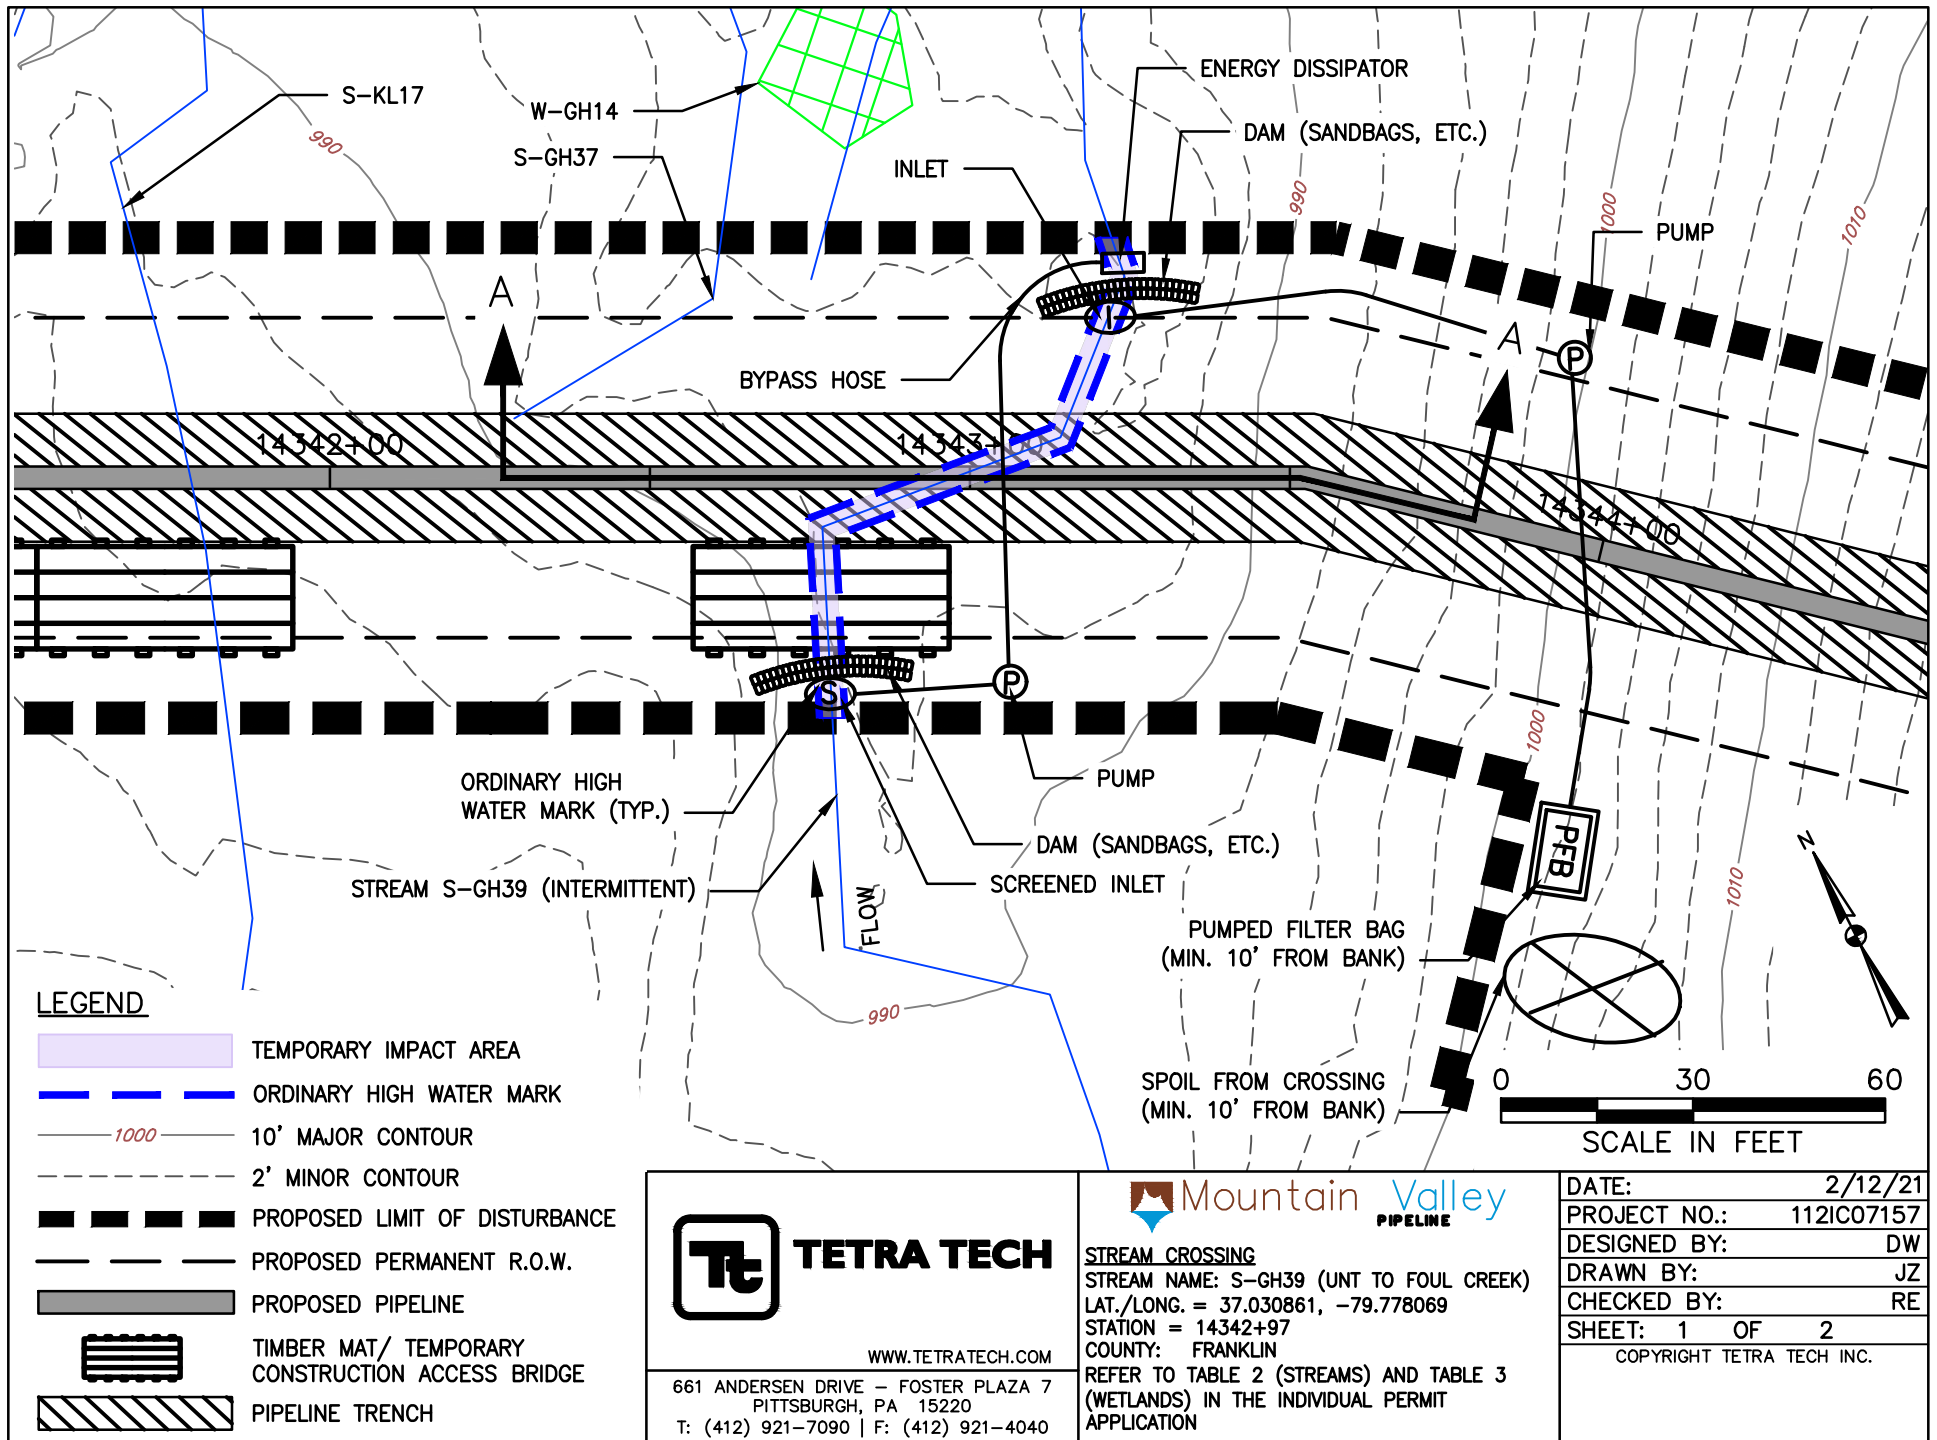 S-KL17
W-GH14
S-GH37
INLET
ENERGY DISSIPATOR
DAM (SANDBAGS, ETC.)
PUMP
990
990
1000
1010
A
A
BYPASS HOSE
I
P
14342+00
14343+00
14344+00
S
P
1000
1010
ORDINARY HIGH
WATER MARK (TYP.)
PUMP
DAM (SANDBAGS, ETC.)
SCREENED INLET
STREAM S-GH39 (INTERMITTENT)
FLOW
PFB
N
PUMPED FILTER BAG
(MIN. 10' FROM BANK)
990
SPOIL FROM CROSSING
(MIN. 10' FROM BANK)
0 30 60
SCALE IN FEET
LEGEND
TEMPORARY IMPACT AREA
ORDINARY HIGH WATER MARK
1000 10' MAJOR CONTOUR
2' MINOR CONTOUR
PROPOSED LIMIT OF DISTURBANCE
PROPOSED PERMANENT R.O.W.
PROPOSED PIPELINE
TIMBER MAT/ TEMPORARY
CONSTRUCTION ACCESS BRIDGE
PIPELINE TRENCH
Tt TETRA TECH
WWW.TETRATECH.COM
661 ANDERSEN DRIVE – FOSTER PLAZA 7
PITTSBURGH, PA 15220
T: (412) 921-7090 | F: (412) 921-4040
Mountain Valley
PIPELINE
STREAM CROSSING
STREAM NAME: S-GH39 (UNT TO FOUL CREEK)
LAT./LONG. = 37.030861, -79.778069
STATION = 14342+97
COUNTY: FRANKLIN
REFER TO TABLE 2 (STREAMS) AND TABLE 3
(WETLANDS) IN THE INDIVIDUAL PERMIT
APPLICATION
DATE: 2/12/21
PROJECT NO.: 112IC07157
DESIGNED BY: DW
DRAWN BY: JZ
CHECKED BY: RE
SHEET: 1 OF 2
COPYRIGHT TETRA TECH INC.